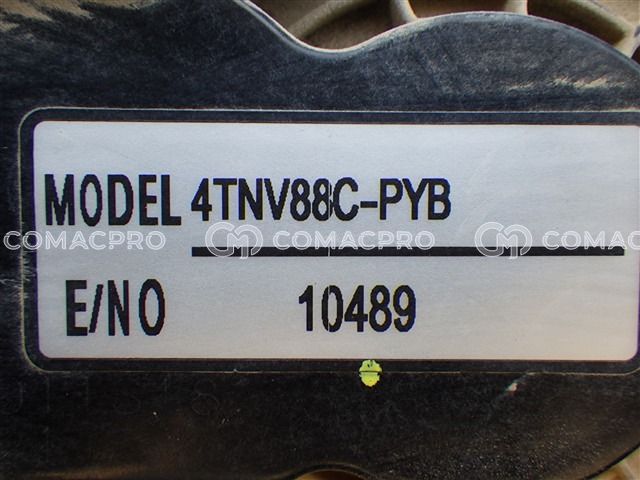 MODEL 4TNV88C-PYB
COMACPRO COMACPRO COMACPRO
E/NO 10489